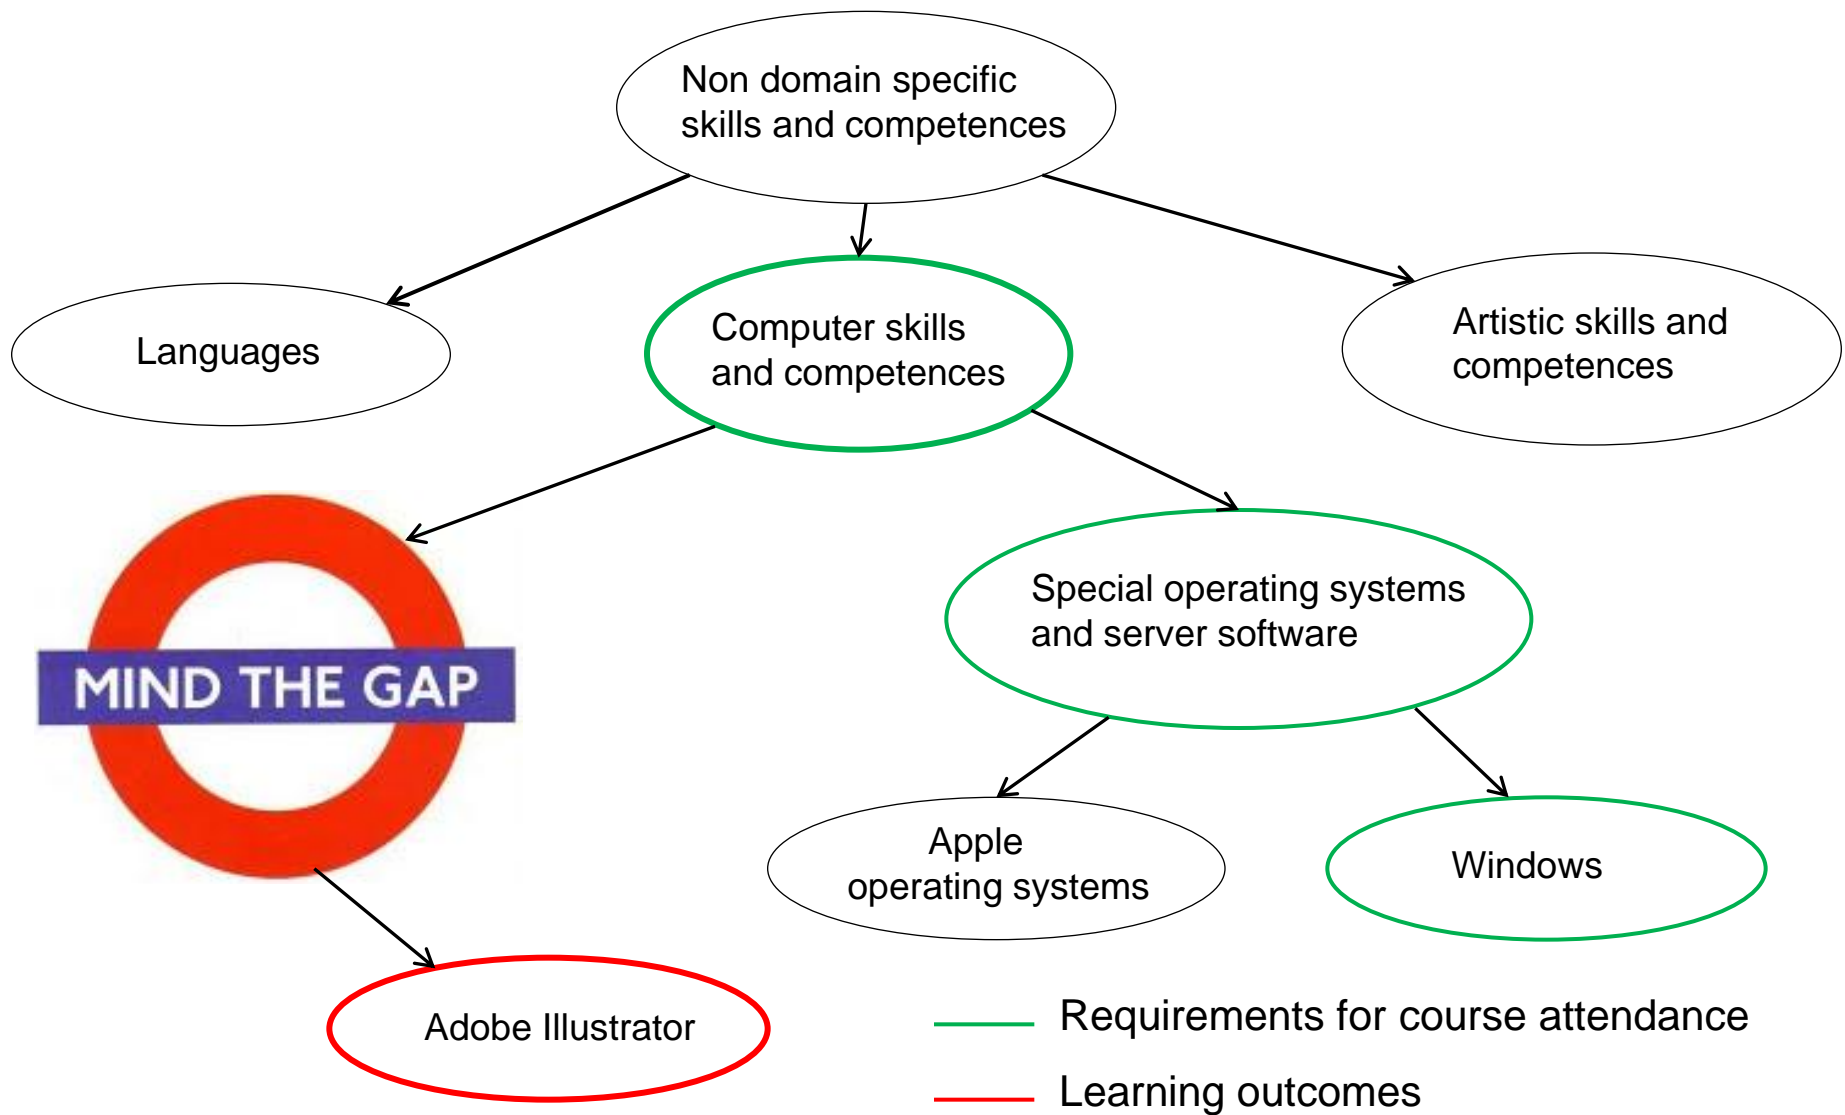 Non domain specific
skills and competences
Languages
Computer skills
and competences
Artistic skills and
competences
MIND THE GAP
Special operating systems
and server software
Apple
operating systems
Windows
Adobe Illustrator
Requirements for course attendance
Learning outcomes